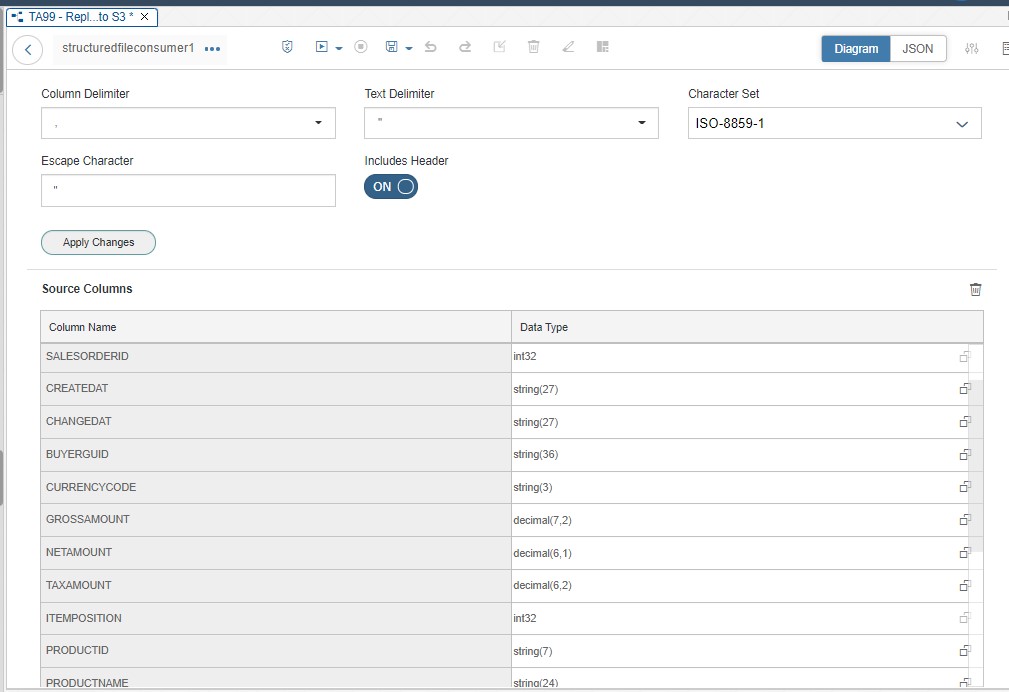 TA99 - Repl...to S3 *
structuredfileconsumer1
Diagram JSON
Column Delimiter Text Delimiter Character Set
, " ISO-8859-1
Escape Character Includes Header
" ON
Apply Changes
Source Columns
Column Name Data Type
SALESORDERID int32
CREATEDAT string(27)
CHANGEDAT string(27)
BUYERGUID string(36)
CURRENCYCODE string(3)
GROSSAMOUNT decimal(7,2)
NETAMOUNT decimal(6,1)
TAXAMOUNT decimal(6,2)
ITEMPOSITION int32
PRODUCTID string(7)
PRODUCTNAME string(24)